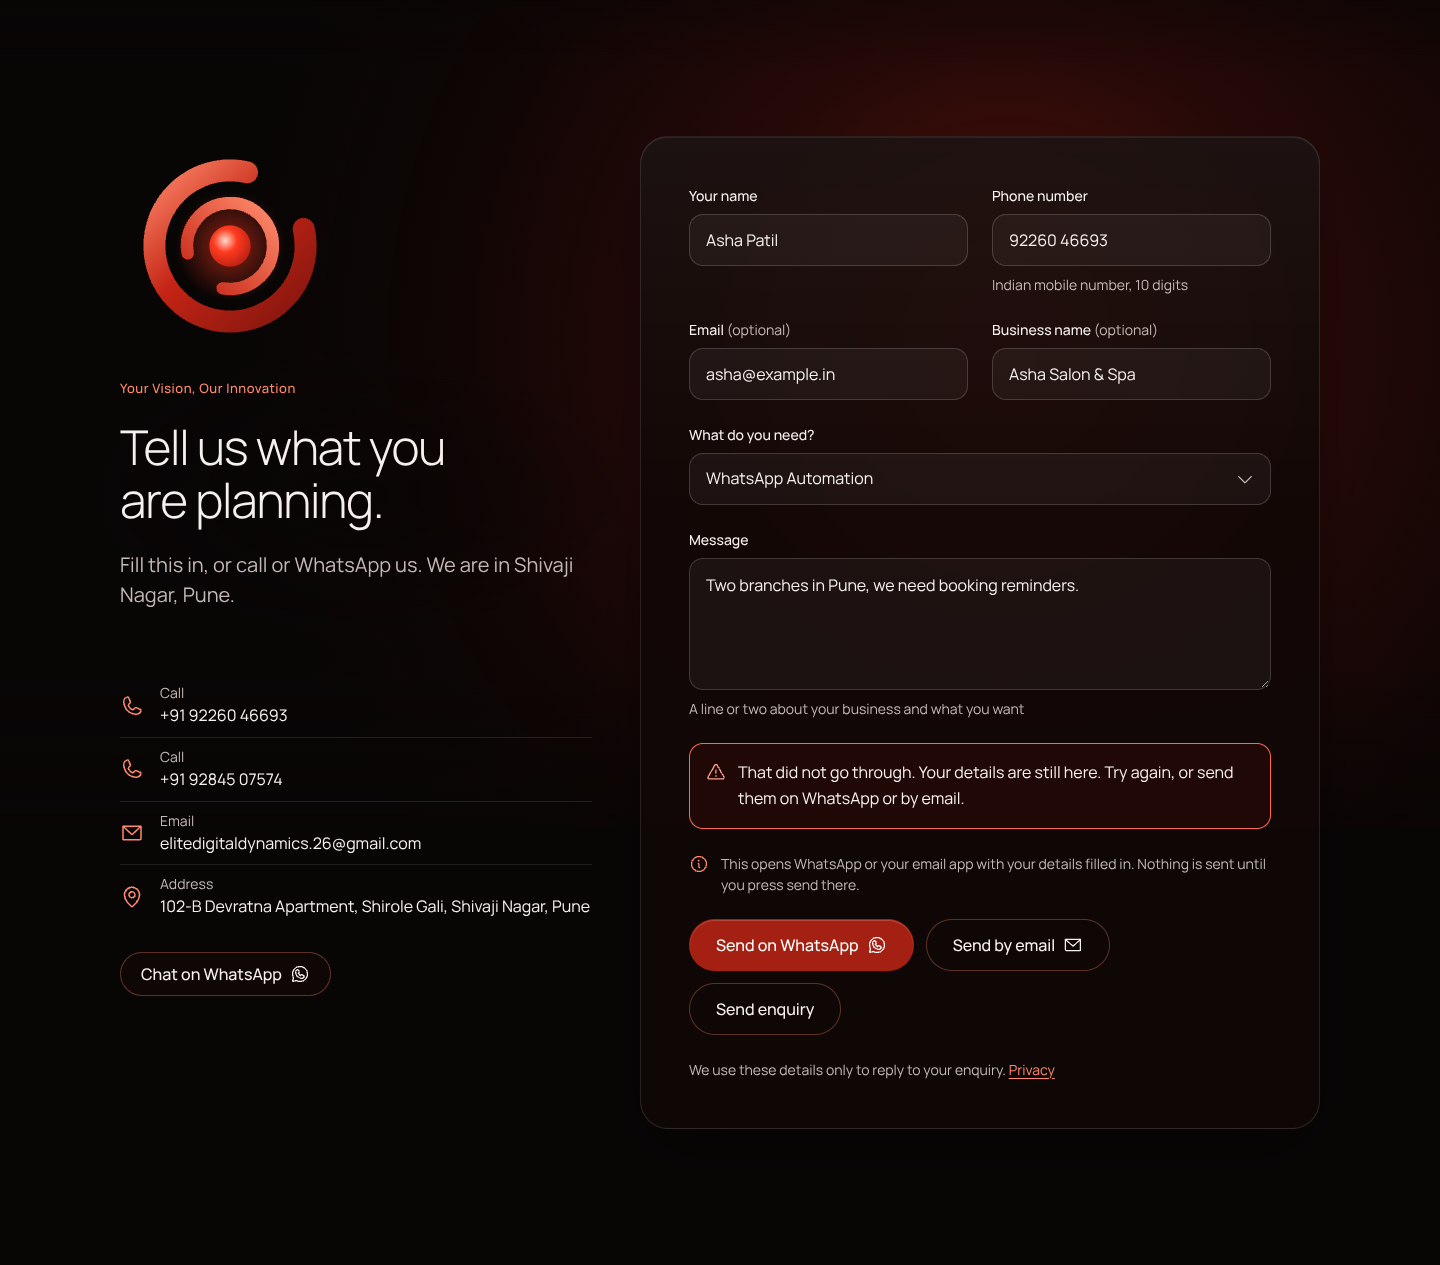 Your Vision, Our Innovation
Tell us what you
are planning.
Fill this in, or call or WhatsApp us. We are in Shivaji
Nagar, Pune.
Call
+91 92260 46693
Call
+91 92845 07574
Email
elitedigitaldynamics.26@gmail.com
Address
102-B Devratna Apartment, Shirole Gali, Shivaji Nagar, Pune
Chat on WhatsApp
Your name
Asha Patil
Phone number
92260 46693
Indian mobile number, 10 digits
Email (optional)
asha@example.in
Business name (optional)
Asha Salon & Spa
What do you need?
WhatsApp Automation
Message
Two branches in Pune, we need booking reminders.
A line or two about your business and what you want
That did not go through. Your details are still here. Try again, or send
them on WhatsApp or by email.
This opens WhatsApp or your email app with your details filled in. Nothing is sent until
you press send there.
Send on WhatsApp
Send by email
Send enquiry
We use these details only to reply to your enquiry. Privacy